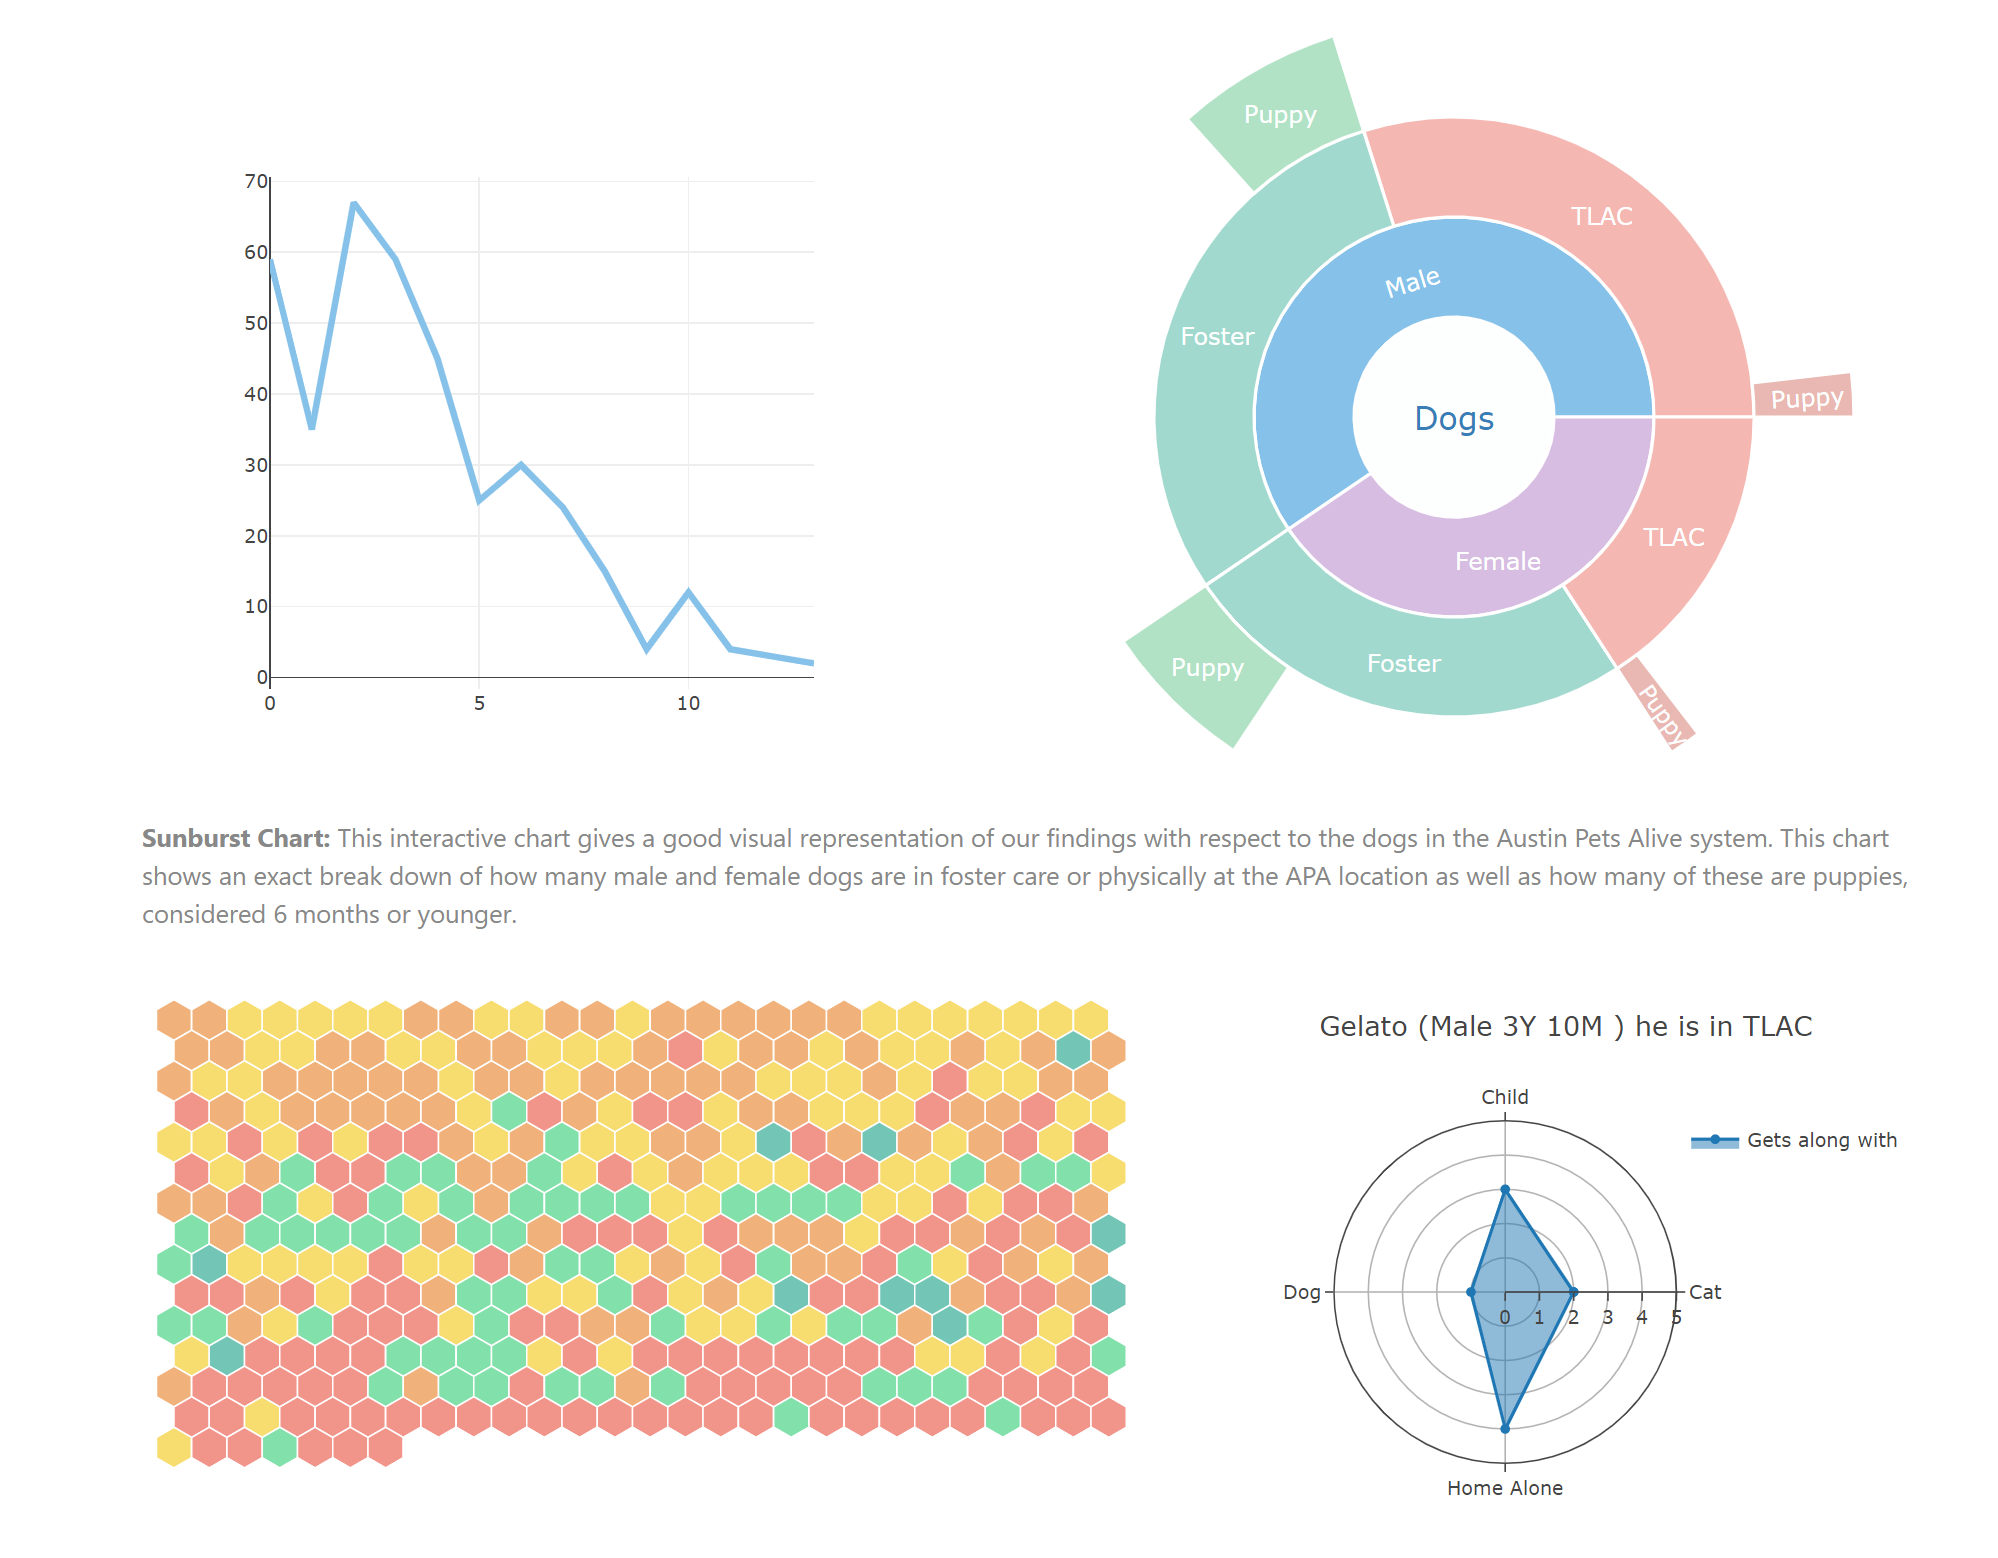 70
60
50
40
30
20
10
0
0 5 10
Puppy
TLAC
Male
Foster
Puppy
Dogs
TLAC
Female
Foster
Puppy
Puppy
Sunburst Chart: This interactive chart gives a good visual representation of our findings with respect to the dogs in the Austin Pets Alive system. This chart
shows an exact break down of how many male and female dogs are in foster care or physically at the APA location as well as how many of these are puppies,
considered 6 months or younger.
Gelato (Male 3Y 10M ) he is in TLAC
Child
Gets along with
Dog
Cat
0 1 2 3 4 5
Home Alone